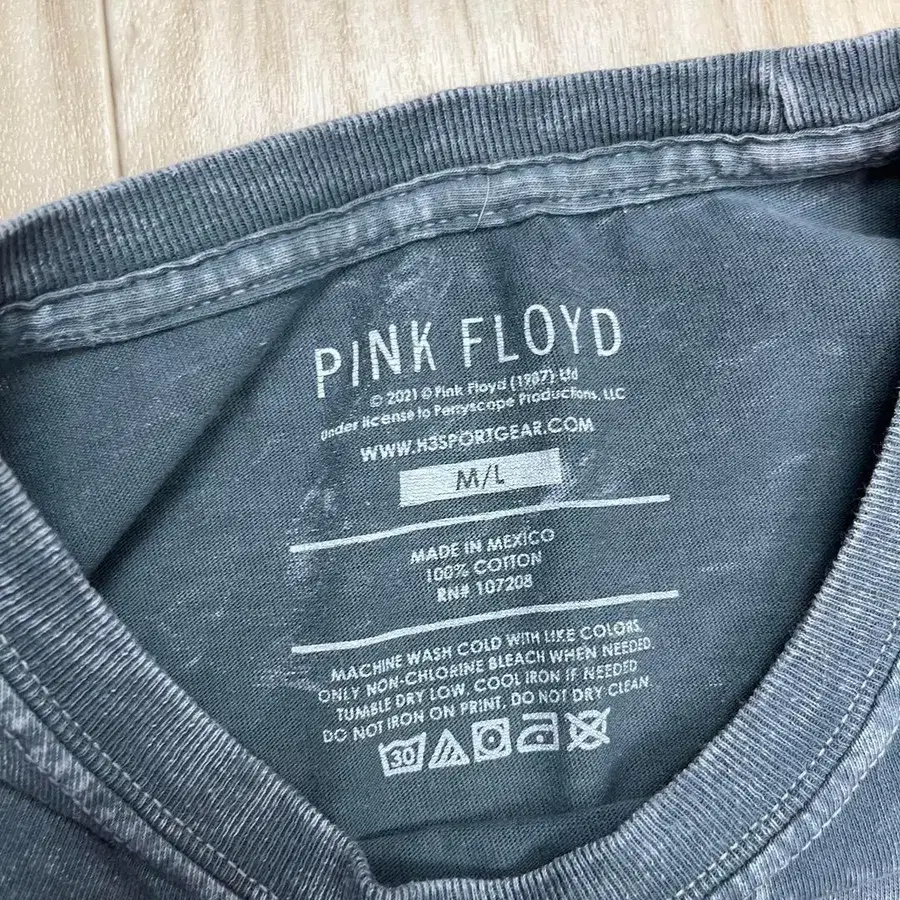 PINK FLOYD
© 2021 © Pink Floyd (1987) Ltd
under license to Perryscope Productions, LLC
WWW.H3SPORTGEAR.COM
M/L
MADE IN MEXICO
100% COTTON
RN# 107208
MACHINE WASH COLD WITH LIKE COLORS.
ONLY NON-CHLORINE BLEACH WHEN NEEDED.
TUMBLE DRY LOW. COOL IRON IF NEEDED
DO NOT IRON ON PRINT. DO NOT DRY CLEAN.
30